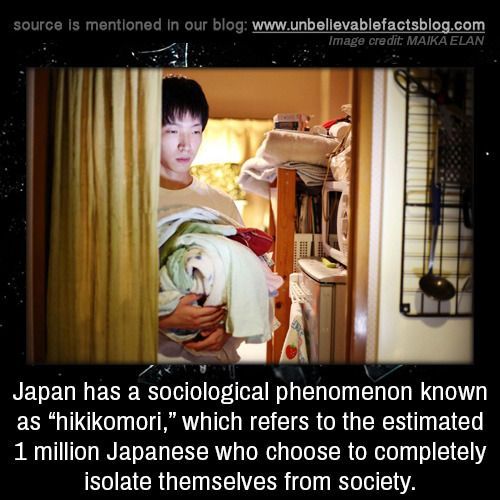 source is mentioned in our blog: www.unbelievablefactsblog.com
Image credit: MAIKA ELAN
Japan has a sociological phenomenon known
as “hikikomori,” which refers to the estimated
1 million Japanese who choose to completely
isolate themselves from society.